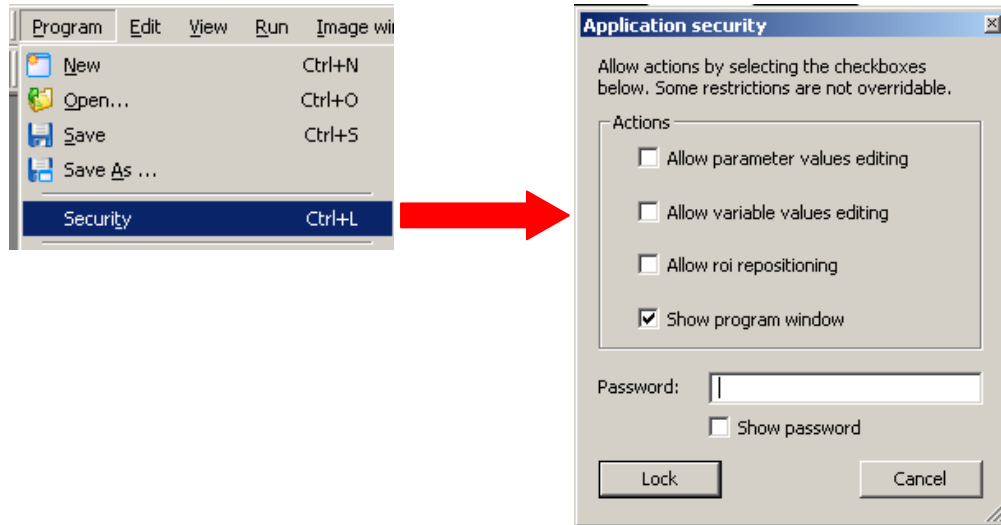 Program Edit View Run Image wi
New Ctrl+N
Open... Ctrl+O
Save Ctrl+S
Save As ...
Security Ctrl+L
Application security
Allow actions by selecting the checkboxes
below. Some restrictions are not overridable.
Actions
Allow parameter values editing
Allow variable values editing
Allow roi repositioning
Show program window
Password:
Show password
Lock Cancel